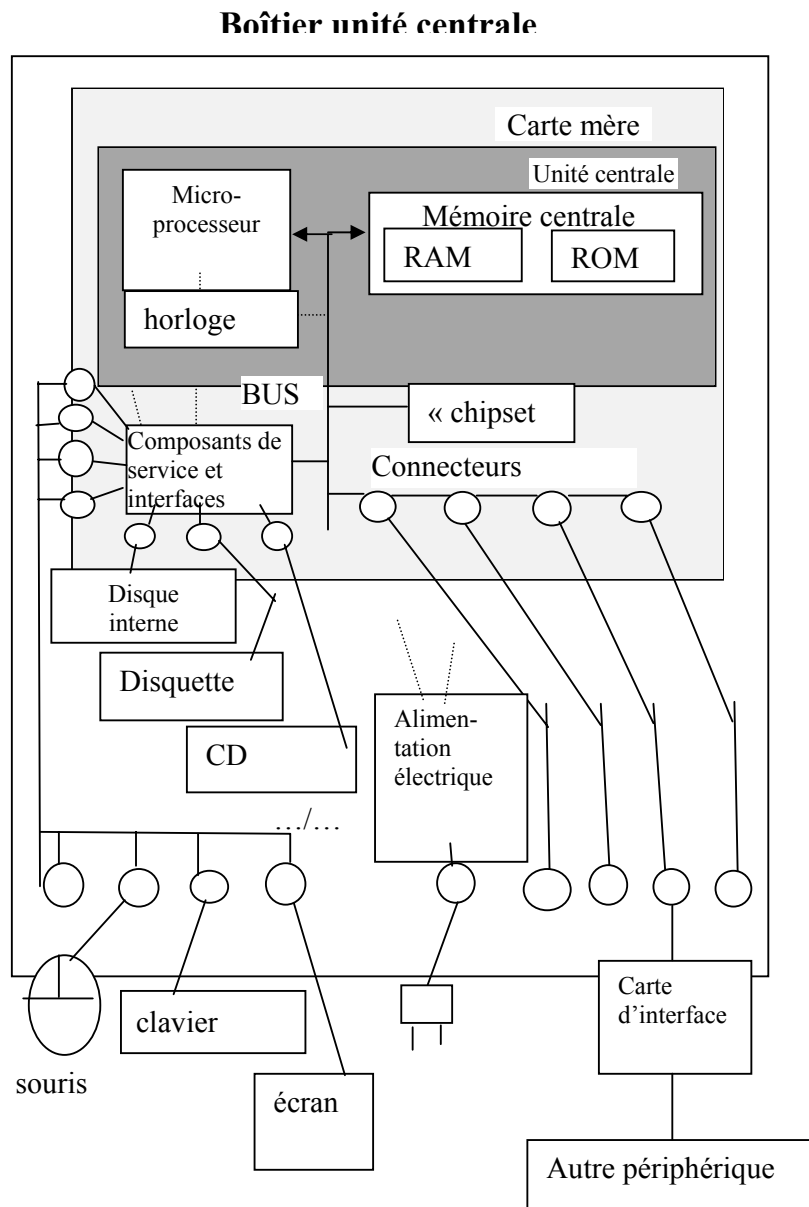 Boîtier unité centrale
Carte mère
Unité centrale
Micro-
processeur
Mémoire centrale
RAM
ROM
horloge
BUS
« chipset
Composants de
service et
interfaces
Connecteurs
Disque
interne
Disquette
CD
Alimen-
tation
électrique
.../...
clavier
Carte
d’interface
souris
écran
Autre périphérique